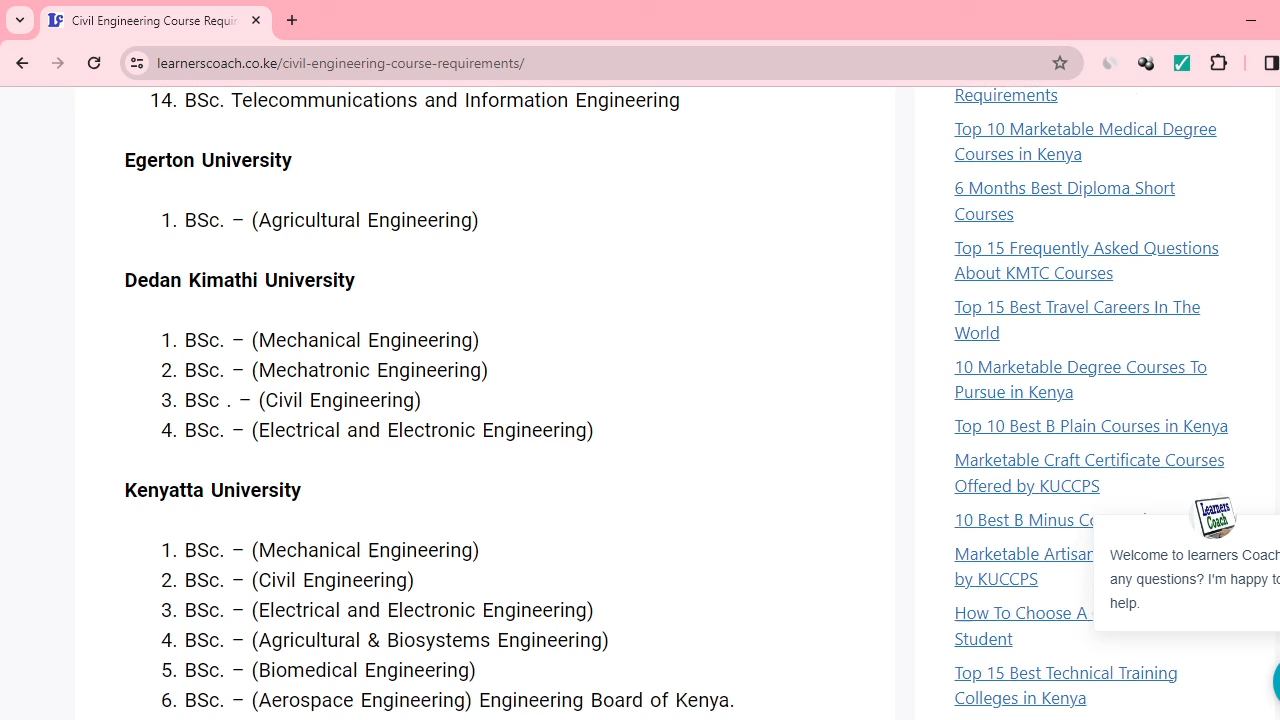 Civil Engineering Course Requir
learnerscoach.co.ke/civil-engineering-course-requirements/
14. BSc. Telecommunications and Information Engineering
Egerton University
1. BSc. – (Agricultural Engineering)
Dedan Kimathi University
1. BSc. – (Mechanical Engineering)
2. BSc. – (Mechatronic Engineering)
3. BSc . – (Civil Engineering)
4. BSc. – (Electrical and Electronic Engineering)
Kenyatta University
1. BSc. – (Mechanical Engineering)
2. BSc. – (Civil Engineering)
3. BSc. – (Electrical and Electronic Engineering)
4. BSc. – (Agricultural & Biosystems Engineering)
5. BSc. – (Biomedical Engineering)
6. BSc. – (Aerospace Engineering) Engineering Board of Kenya.
Requirements
Top 10 Marketable Medical Degree
Courses in Kenya
6 Months Best Diploma Short
Courses
Top 15 Frequently Asked Questions
About KMTC Courses
Top 15 Best Travel Careers In The
World
10 Marketable Degree Courses To
Pursue in Kenya
Top 10 Best B Plain Courses in Kenya
Marketable Craft Certificate Courses
Offered by KUCCPS
10 Best B Minus Co
Marketable Artisan
by KUCCPS
How To Choose A
Student
Top 15 Best Technical Training
Colleges in Kenya
Learners
Coach
Welcome to learners Coach
any questions? I'm happy to
help.